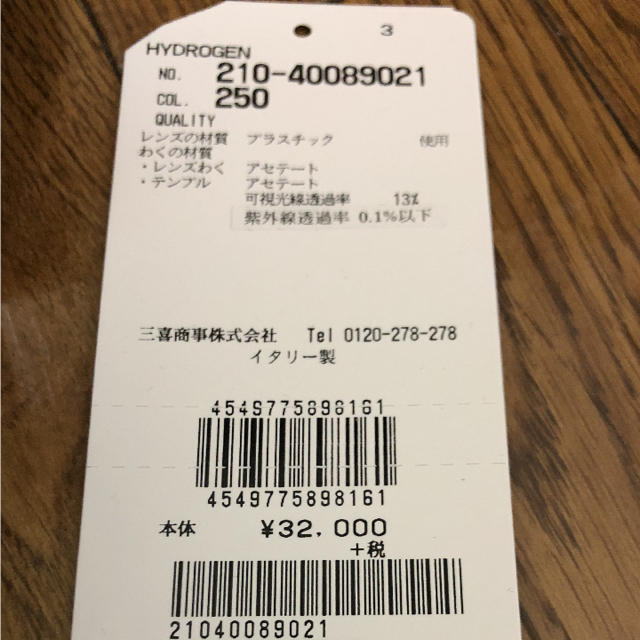 3
HYDROGEN
NO. 210-40089021
COL. 250
QUALITY
レンズの材質 プラスチック 使用
わくの材質
・レンズわく アセテート
・テンプル アセテート
可視光線透過率 13%
紫外線透過率 0.1%以下
三喜商事株式会社 Tel 0120-278-278
イタリー製
4549775898161
4549775898161
本体 ¥32,000
+税
21040089021